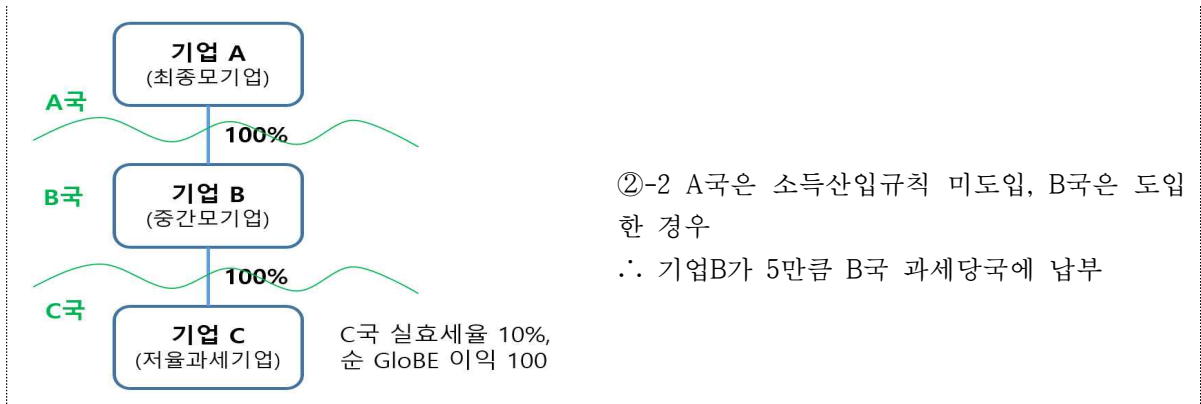 기업 A
(최종모기업)
A국
100%
B국
기업 B
(중간모기업)
100%
C국
기업 C
(저율과세기업)
C국 실효세율 10%,
순 GloBE 이익 100
②-2 A국은 소득산입규칙 미도입, B국은 도입
한 경우
∴ 기업B가 5만큼 B국 과세당국에 납부